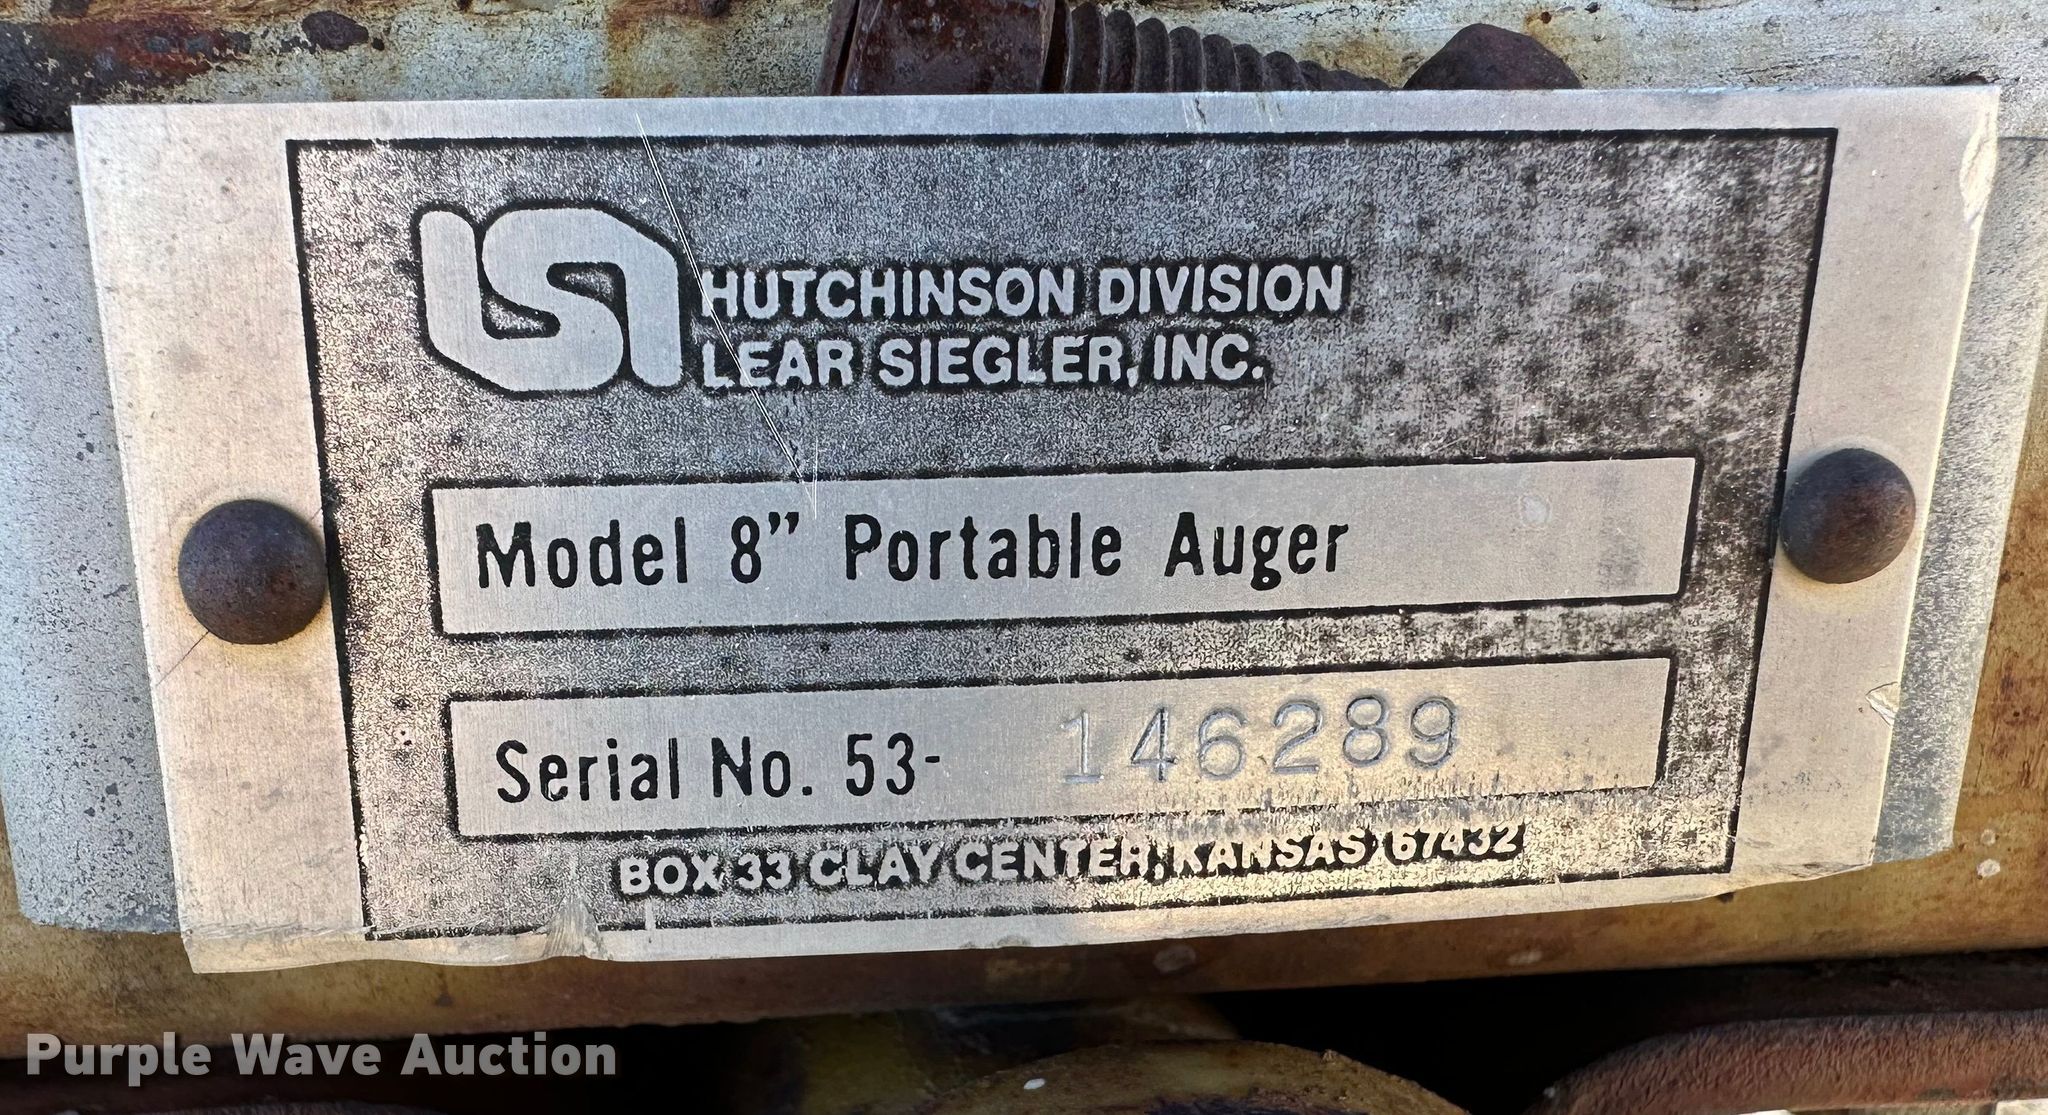 HUTCHINSON DIVISION
LEAR SIEGLER, INC.
Model 8” Portable Auger
Serial No. 53- 146289
BOX 33 CLAY CENTER, KANSAS 67432
Purple Wave Auction